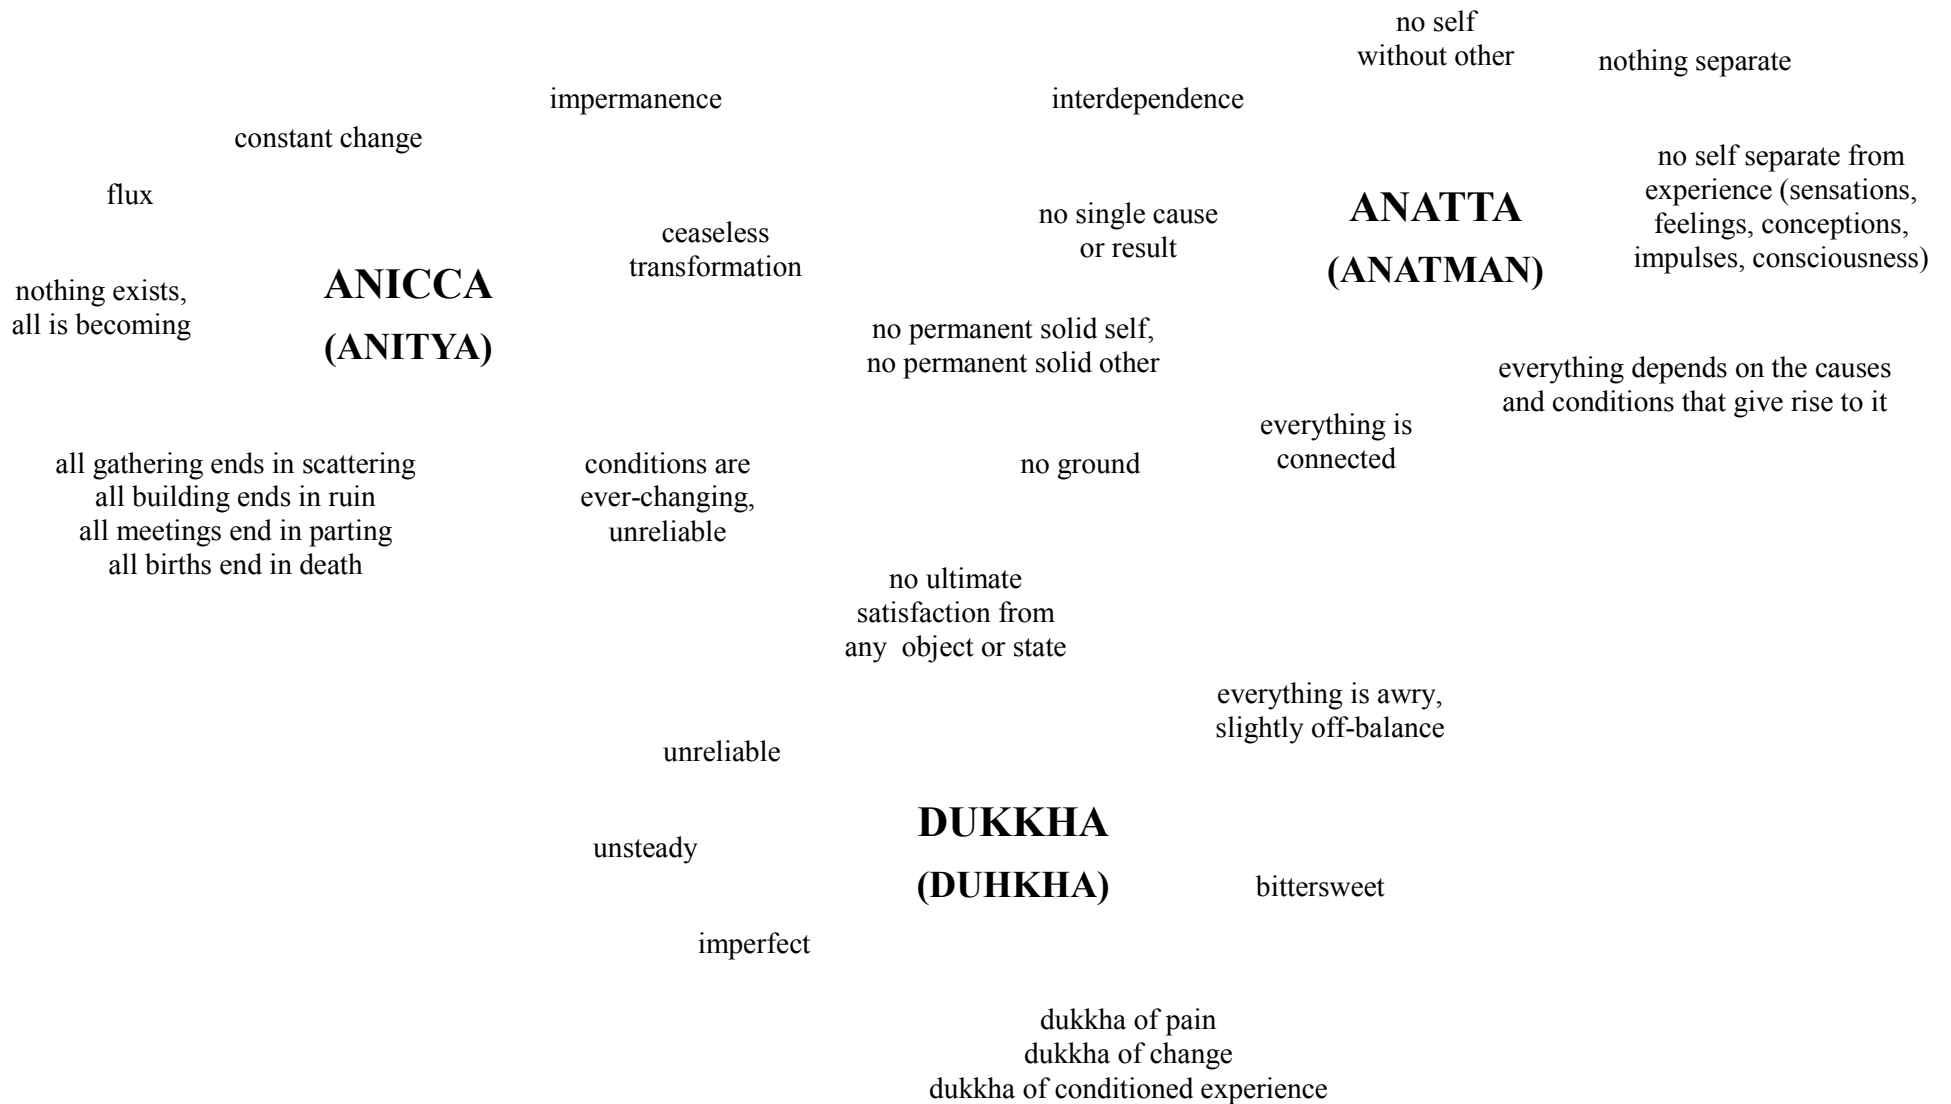 no self
without other
nothing separate
impermanence
interdependence
constant change
no self separate from
experience (sensations,
feelings, conceptions,
impulses, consciousness)
flux
ANATTA
(ANATMAN)
no single cause
or result
ceaseless
transformation
ANICCA
(ANITYA)
nothing exists,
all is becoming
no permanent solid self,
no permanent solid other
everything depends on the causes
and conditions that give rise to it
everything is
connected
all gathering ends in scattering
all building ends in ruin
all meetings end in parting
all births end in death
conditions are
ever-changing,
unreliable
no ground
no ultimate
satisfaction from
any  object or state
everything is awry,
slightly off-balance
unreliable
DUKKHA
(DUHKHA)
unsteady
bittersweet
imperfect
dukkha of pain
dukkha of change
dukkha of conditioned experience